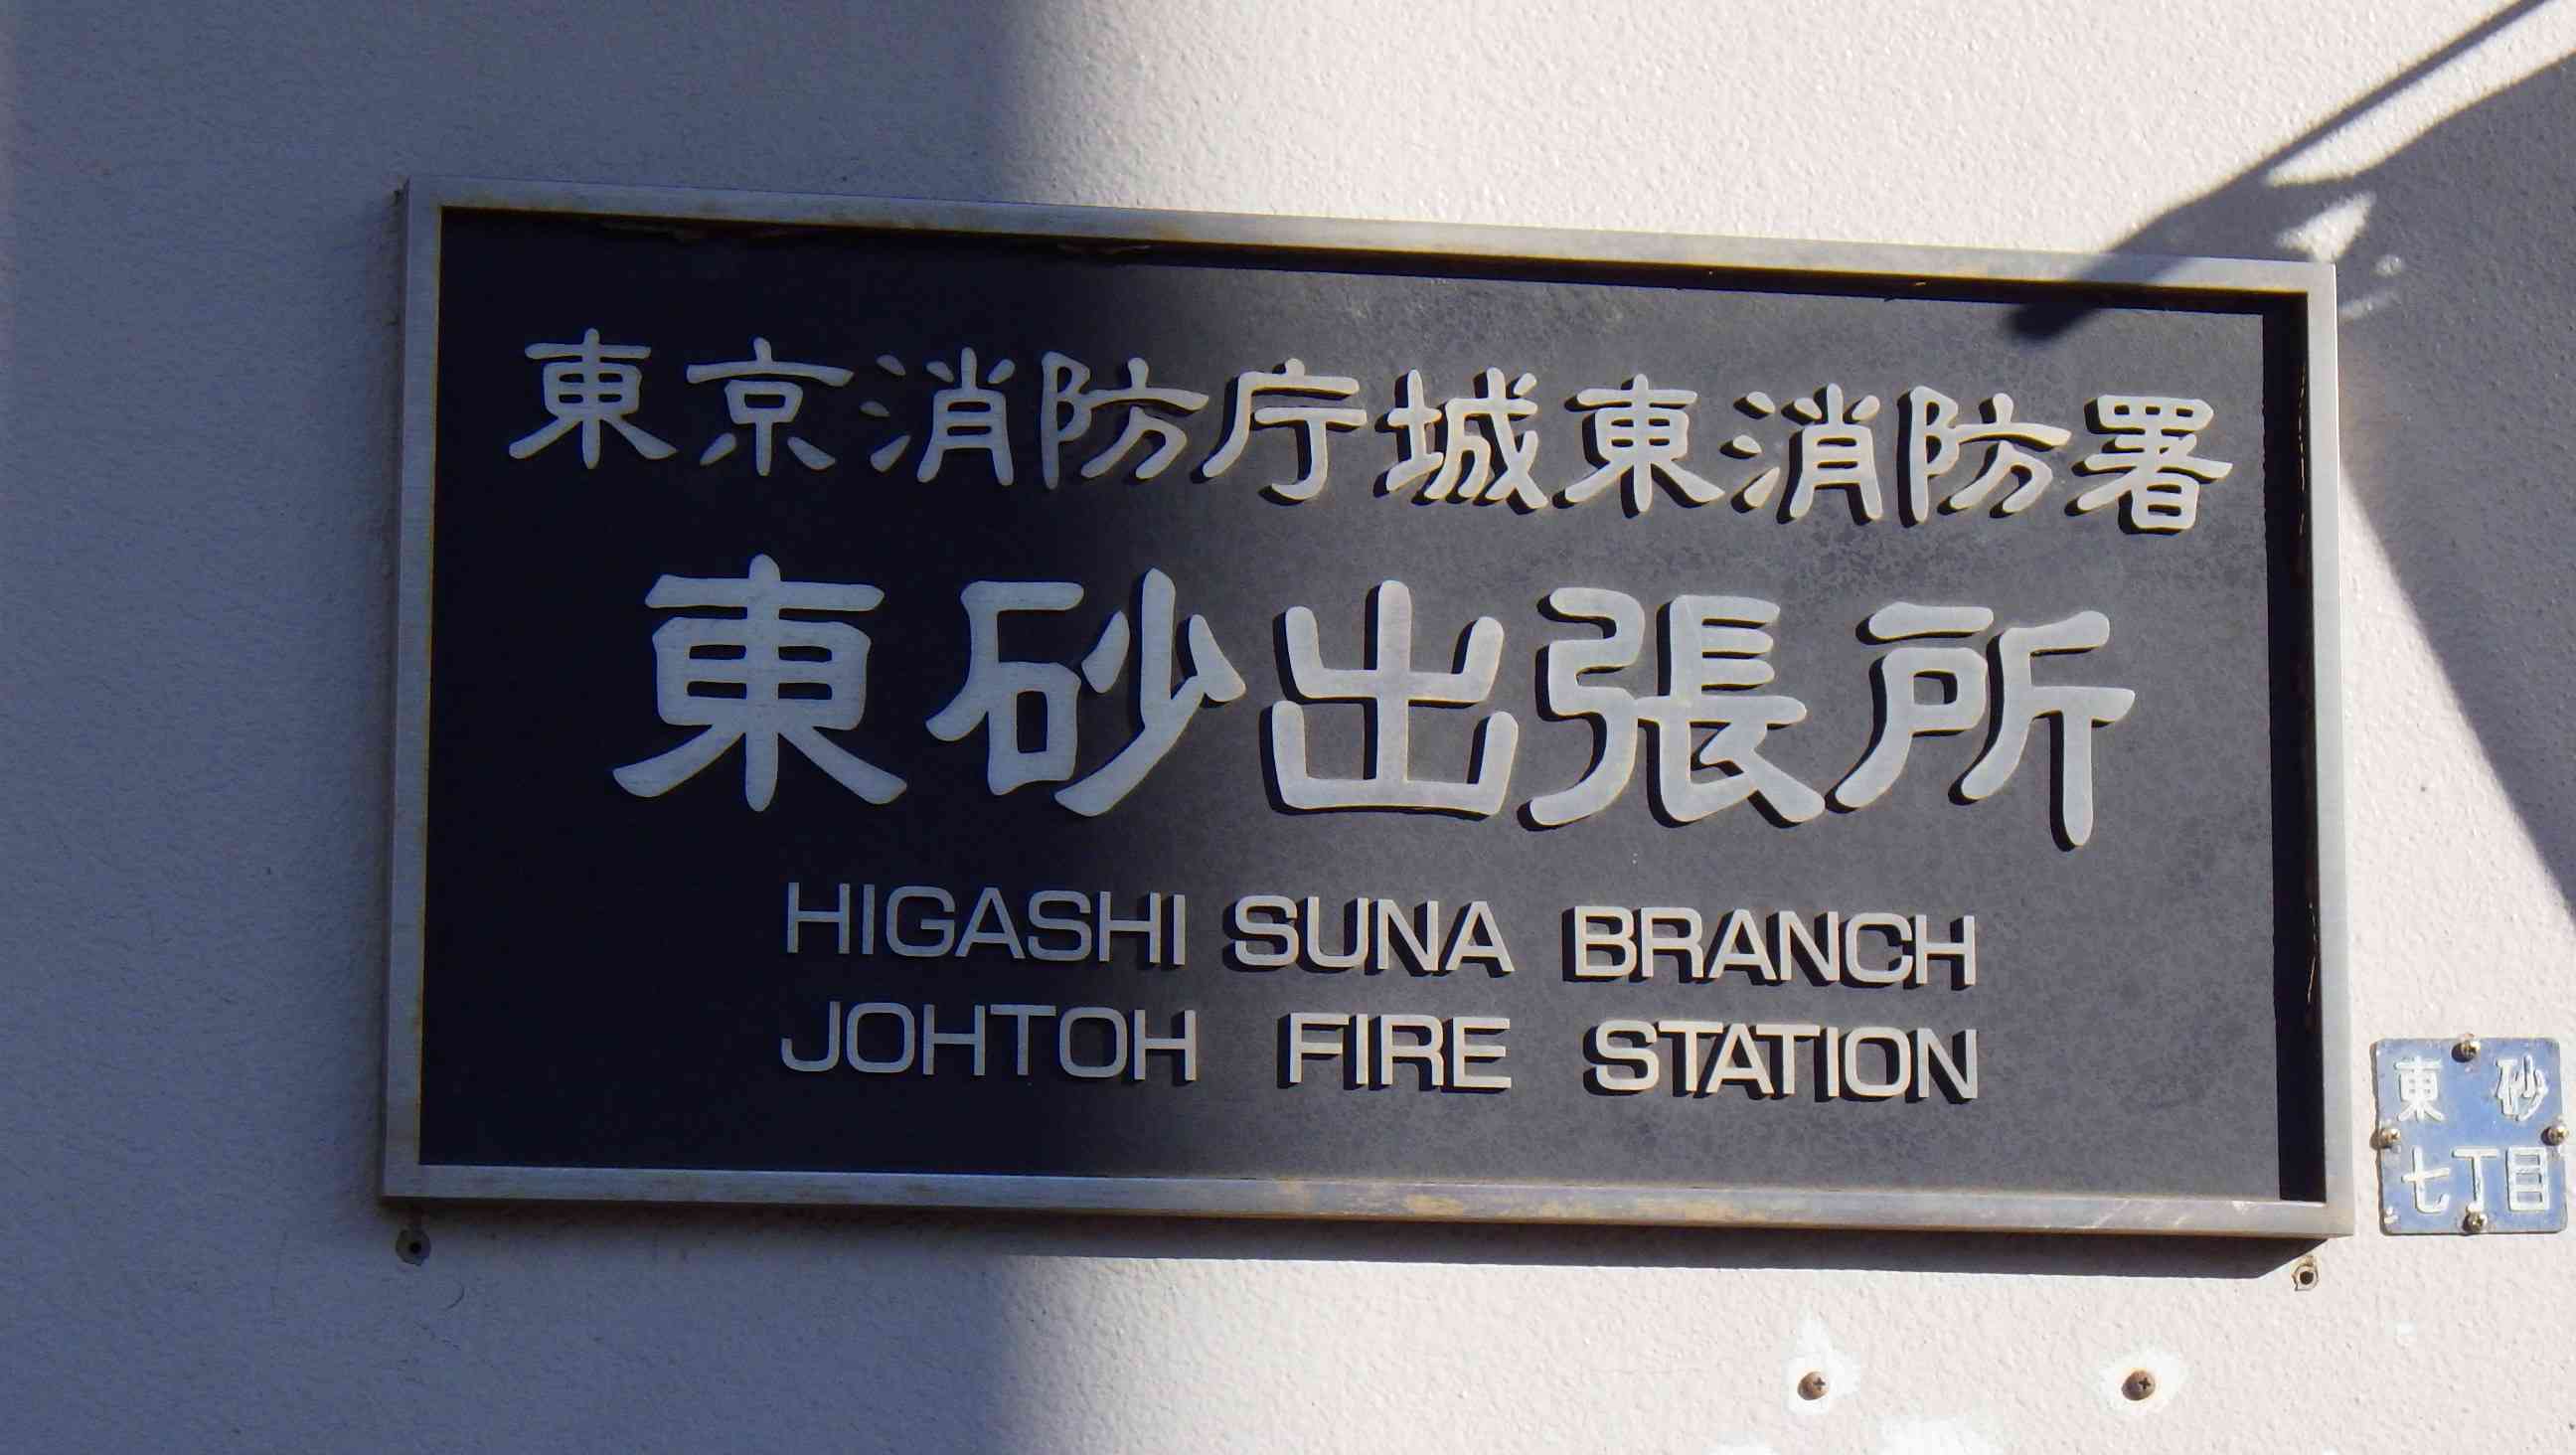 東京消防庁城東消防署
東砂出張所
HIGASHI SUNA BRANCH
JOHTOH FIRE STATION
東砂
七丁目